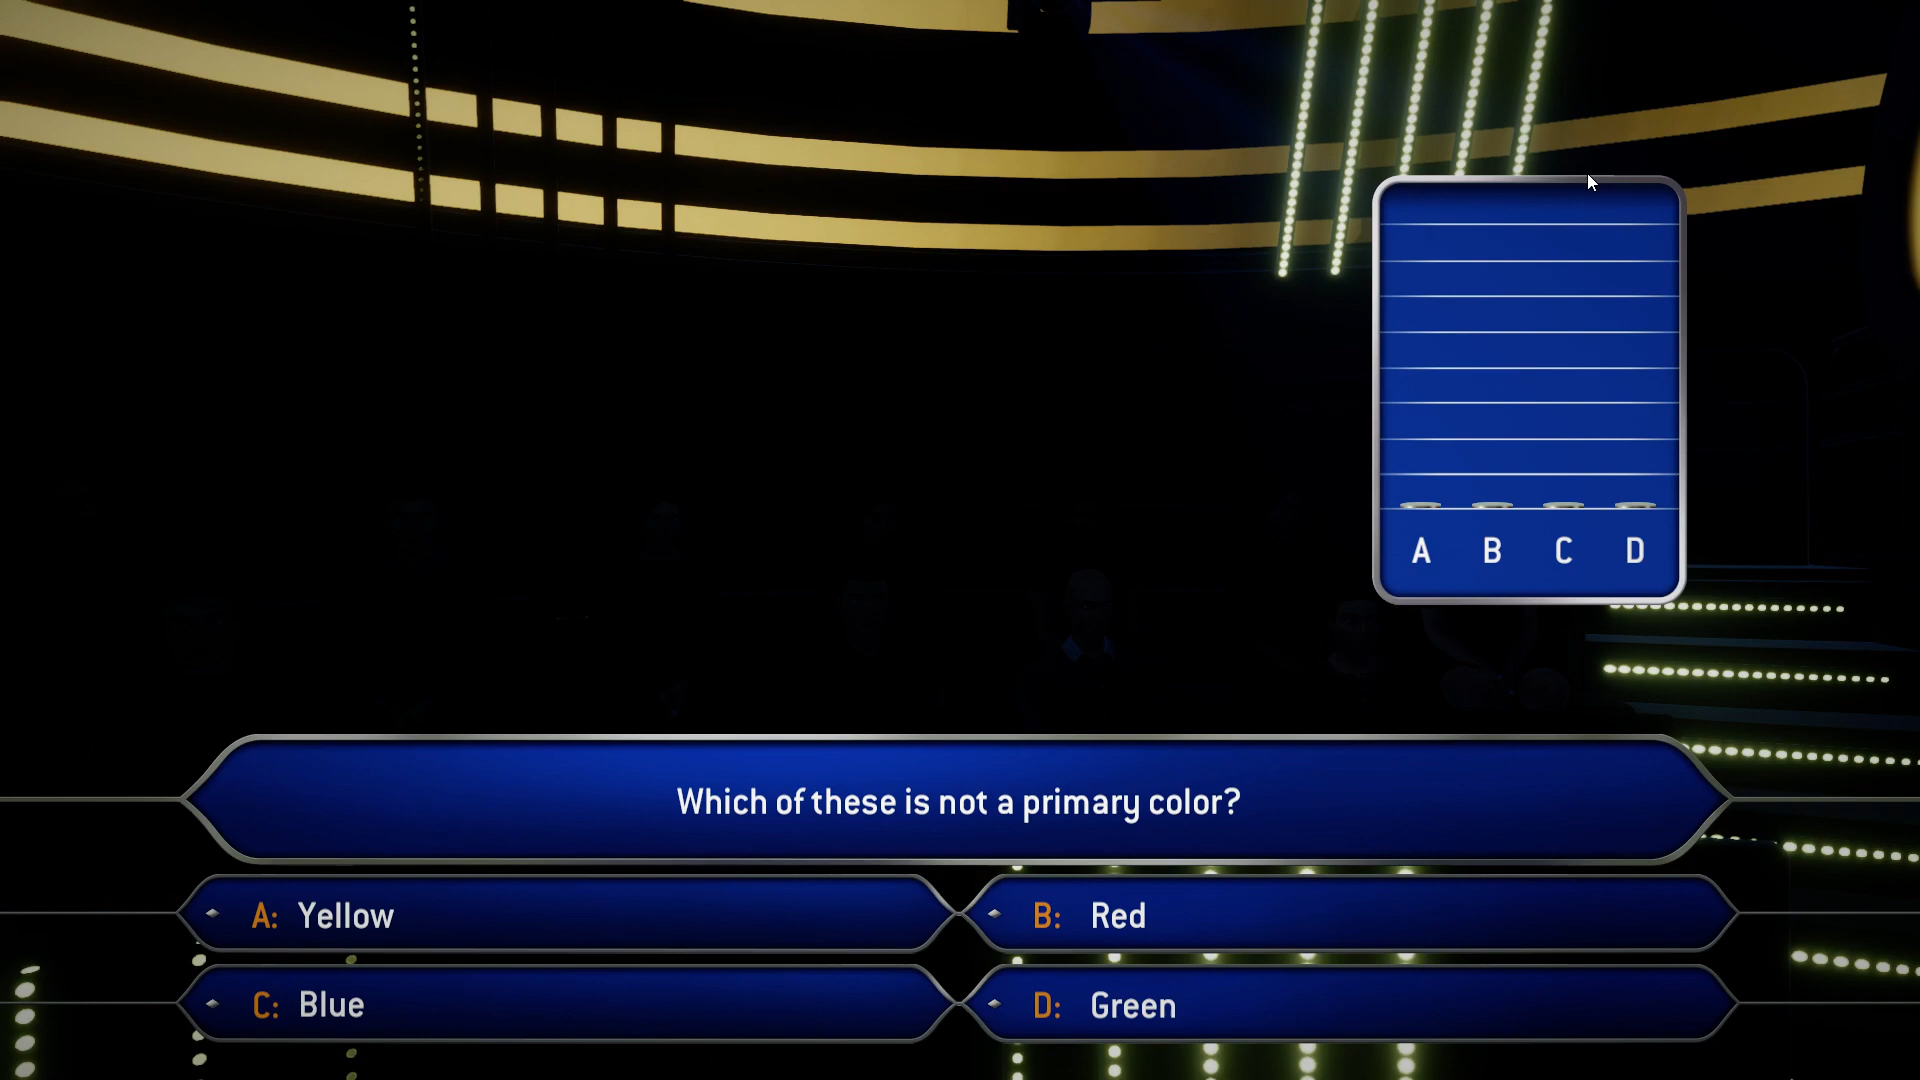 A B C D
Which of these is not a primary color?
A: Yellow
B: Red
C: Blue
D: Green